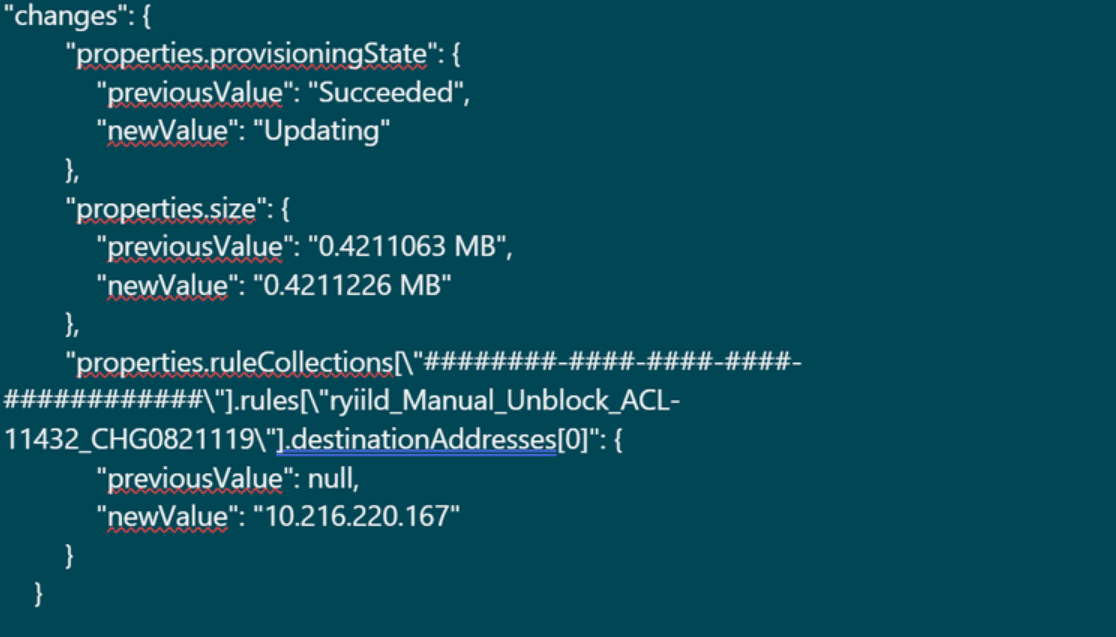 "changes": {
"properties.provisioningState": {
"previousValue": "Succeeded",
"newValue": "Updating"
},
"properties.size": {
"previousValue": "0.4211063 MB",
"newValue": "0.4211226 MB"
},
"properties.ruleCollections[\"########-####-####-####-
############\"].rules[\"ryiild_Manual_Unblock_ACL-
11432_CHG0821119\"].destinationAddresses[0]": {
"previousValue": null,
"newValue": "10.216.220.167"
}
}